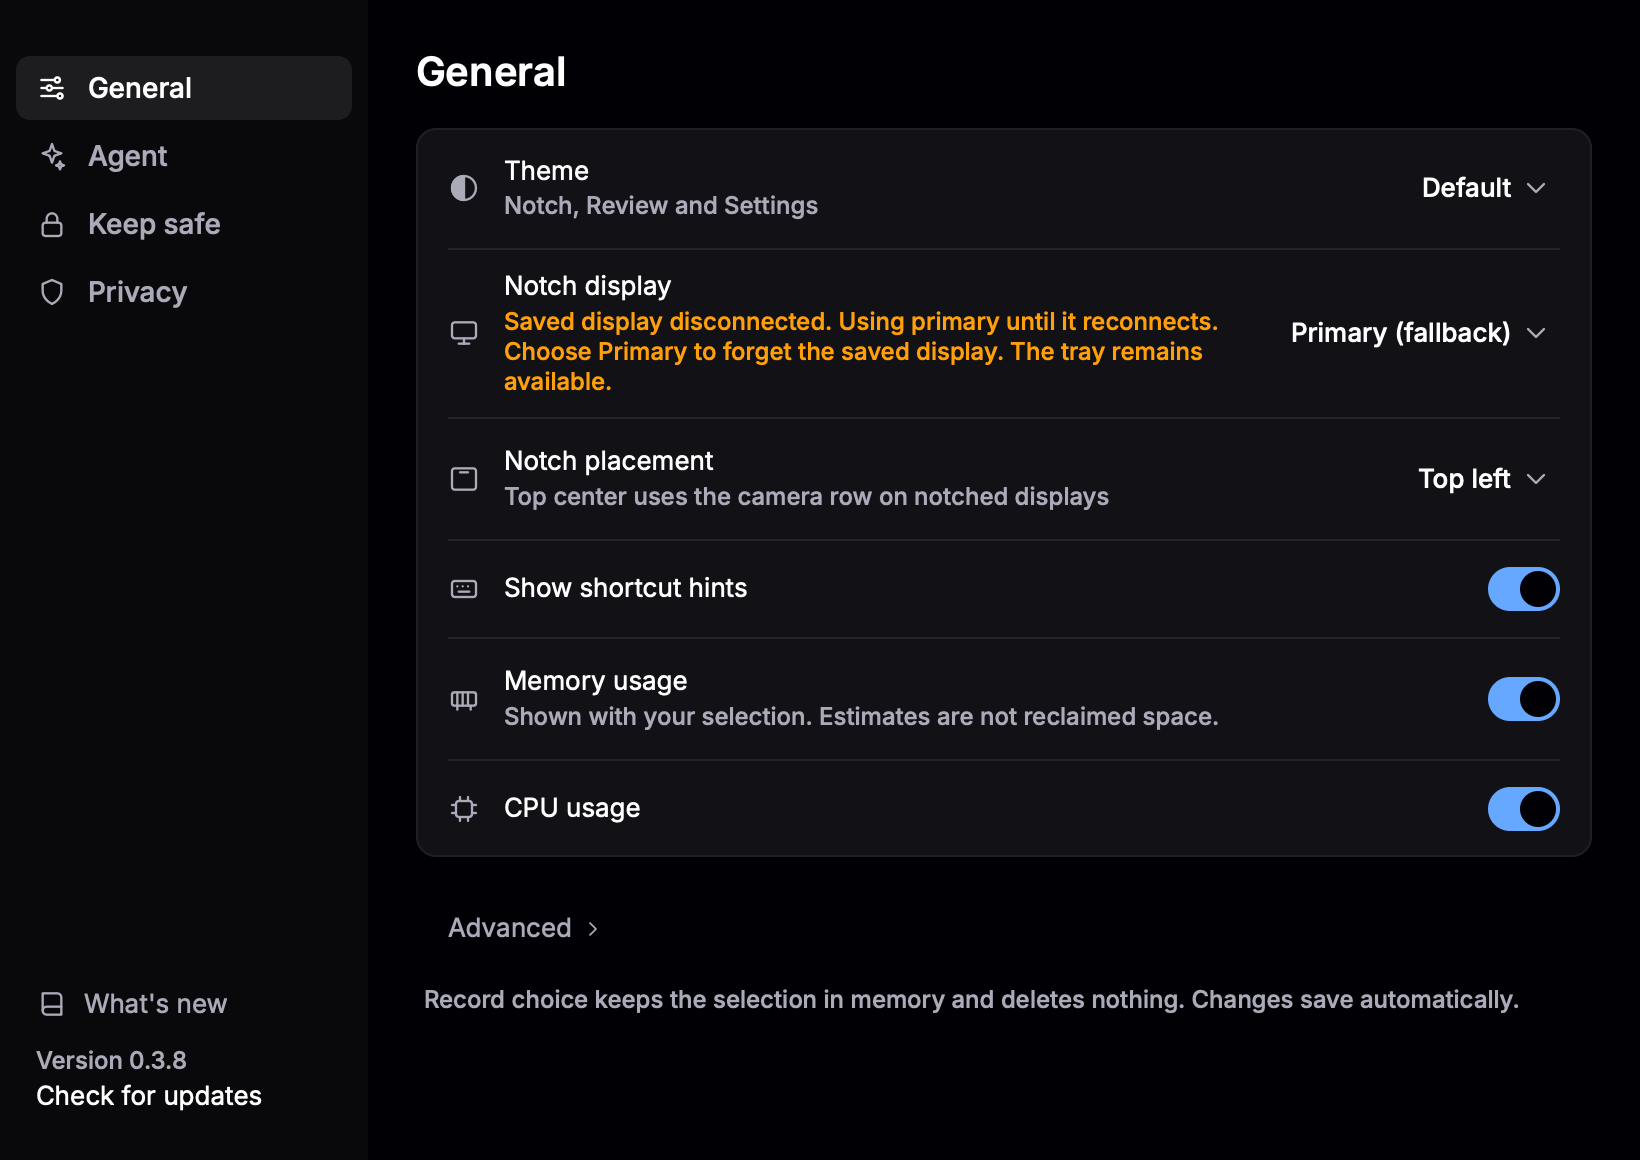 General
Agent
Keep safe
Privacy
What's new
Version 0.3.8
Check for updates
General
Theme
Notch, Review and Settings
Default
Notch display
Saved display disconnected. Using primary until it reconnects.
Choose Primary to forget the saved display. The tray remains
available.
Primary (fallback)
Notch placement
Top center uses the camera row on notched displays
Top left
Show shortcut hints
Memory usage
Shown with your selection. Estimates are not reclaimed space.
CPU usage
Advanced
Record choice keeps the selection in memory and deletes nothing. Changes save automatically.